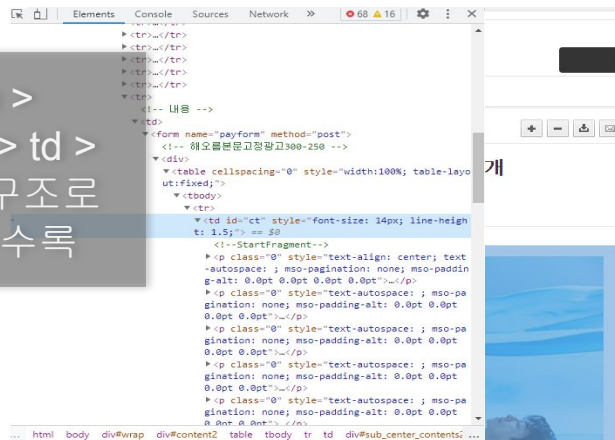 Elements Console Sources Network » 68 16
<tr>…</tr>
<tr>…</tr>
<tr>…</tr>
<tr>…</tr>
<tr>…</tr>
<tr>
<!-- 내용 -->
<td>
<form name="payform" method="post">
<!-- 해오름본문고정광고300-250 -->
<div>
<table cellspacing="0" style="width:100%; table-layo
ut:fixed;">
<tbody>
<tr>
<td id="ct" style="font-size: 14px; line-heigh
t: 1.5;"> == $0
<!--StartFragment-->
<p class="0" style="text-align: center; text
-autospace: ; mso-pagination: none; mso-paddin
g-alt: 0.0pt 0.0pt 0.0pt 0.0pt">…</p>
<p class="0" style="text-autospace: ; mso-pa
gination: none; mso-padding-alt: 0.0pt 0.0pt
0.0pt 0.0pt">…</p>
<p class="0" style="text-autospace: ; mso-pa
gination: none; mso-padding-alt: 0.0pt 0.0pt
0.0pt 0.0pt">…</p>
<p class="0" style="text-autospace: ; mso-pa
gination: none; mso-padding-alt: 0.0pt 0.0pt
0.0pt 0.0pt">…</p>
<p class="0" style="text-autospace: ; mso-pa
gination: none; mso-padding-alt: 0.0pt 0.0pt
0.0pt 0.0pt">…</p>
… html body div#wrap div#content2 table tbody tr td div#sub_center_contents2 …
>
> td >
구조로
수록
개